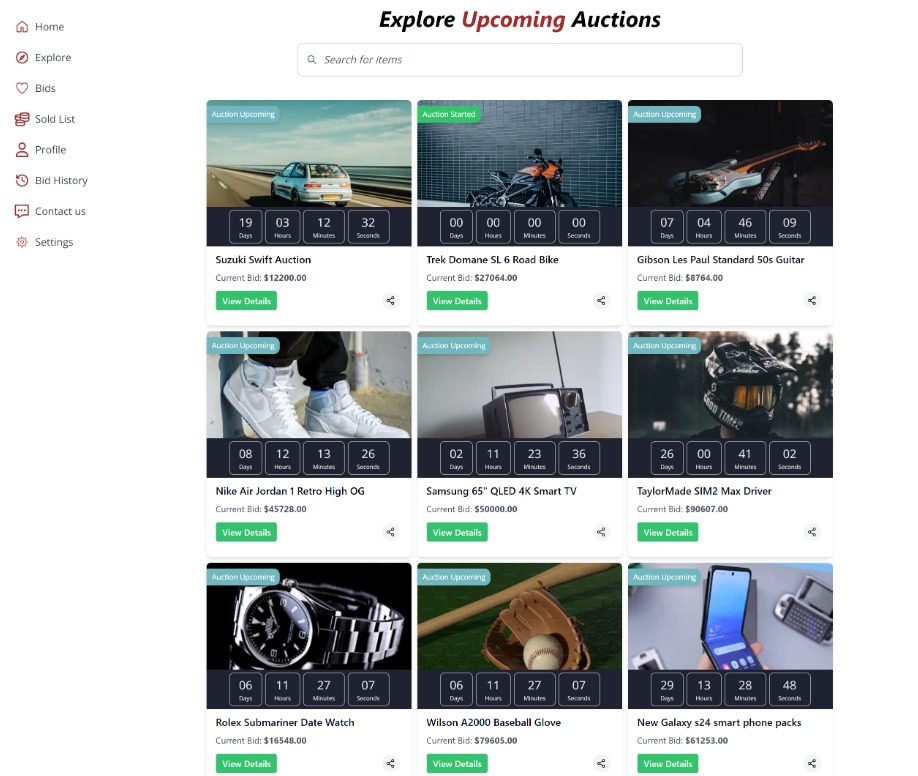 Explore Upcoming Auctions
Search for items
Home
Explore
Bids
Sold List
Profile
Bid History
Contact us
Settings
Auction Upcoming
19 03 12 32
Days Hours Minutes Seconds
Suzuki Swift Auction
Current Bid: $12200.00
View Details
Auction Started
00 00 00 00
Days Hours Minutes Seconds
Trek Domane SL 6 Road Bike
Current Bid: $27064.00
View Details
Auction Upcoming
07 04 46 09
Days Hours Minutes Seconds
Gibson Les Paul Standard 50s Guitar
Current Bid: $8764.00
View Details
Auction Upcoming
08 12 13 26
Days Hours Minutes Seconds
Nike Air Jordan 1 Retro High OG
Current Bid: $45728.00
View Details
Auction Upcoming
02 11 23 36
Days Hours Minutes Seconds
Samsung 65" QLED 4K Smart TV
Current Bid: $50000.00
View Details
Auction Upcoming
26 00 41 02
Days Hours Minutes Seconds
TaylorMade SIM2 Max Driver
Current Bid: $90607.00
View Details
Auction Upcoming
06 11 27 07
Days Hours Minutes Seconds
Rolex Submariner Date Watch
Current Bid: $16548.00
View Details
Auction Upcoming
06 11 27 07
Days Hours Minutes Seconds
Wilson A2000 Baseball Glove
Current Bid: $79605.00
View Details
Auction Upcoming
29 13 28 48
Days Hours Minutes Seconds
New Galaxy s24 smart phone packs
Current Bid: $61253.00
View Details